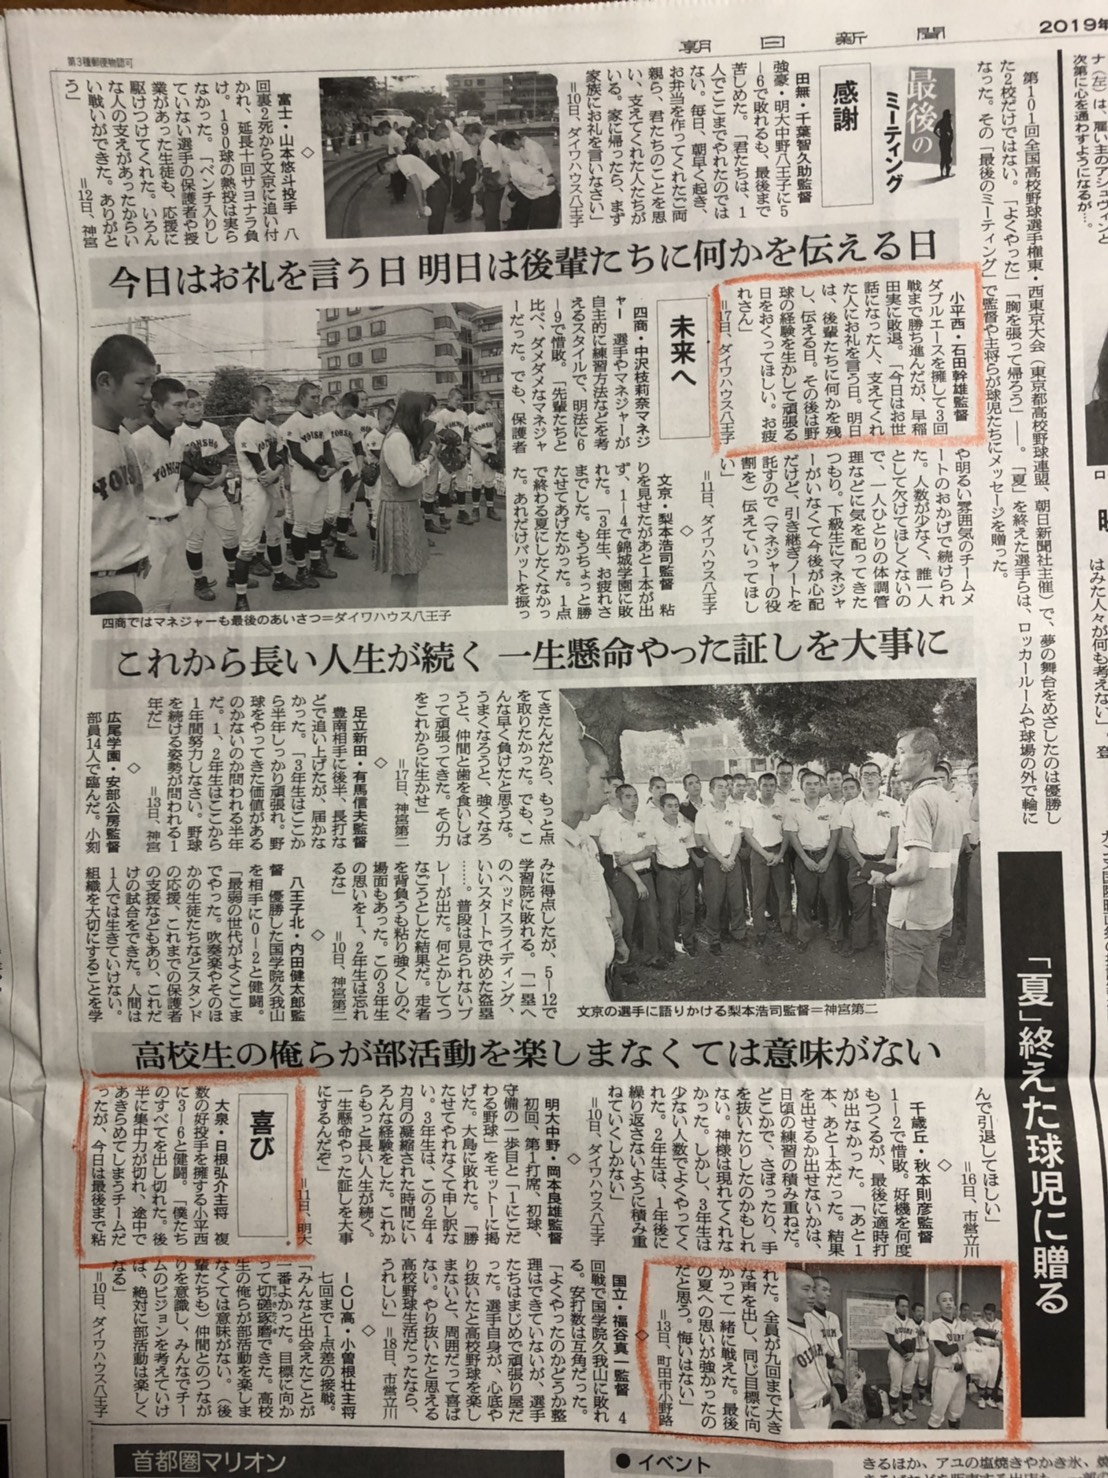 朝日新聞
2019年
第3種郵便物認可
最後の
ミーティング
第101回全国高校野球選手権東・西東京大会(東京都高校野球連盟、朝日新聞社主催)で、夢の舞台をめざしたのは優勝し
た2校だけではない。「よくやった」「胸を張って帰ろう」――。「夏」を終えた選手らは、ロッカールームや球場の外で輪に
なった。その「最後のミーティング」で監督や主将らが球児たちにメッセージを贈った。
「夏」終えた球児に贈る
感謝
田無・千葉智久助監督
強豪・明大中野八王子に5
―6で敗れるも、最後まで
苦しめた。「君たちは、1
人でここまでやれたのでは
ない。毎日、朝早く起き、
お弁当を作ってくれたご両
親ら、君たちのことを思
い、支えてくれた人たちが
いる。家に帰ったら、まず
家族にお礼を言いなさい」
=10日、ダイワハウス八王子
◇
富士・山本悠斗投手 八
回裏2死から文京に追い付
かれ、延長十回サヨナラ負
け。190球の熱投は実ら
なかった。「ベンチ入りし
ていない選手の保護者や授
業があった生徒も、応援に
駆けつけてくれた。いろん
な人の支えがあったからい
い戦いができた。ありがと
う」
=12日、神宮
今日はお礼を言う日 明日は後輩たちに何かを伝える日
小平西・石田幹雄監督
ダブルエースを擁して3回
戦まで勝ち進んだが、早稲
田実に敗退。「今日はお世
話になった人、支えてくれ
た人にお礼を言う日。明日
は、後輩たちに何かを残
し、伝える日。その後は野
球の経験を生かして頑張る
日をおくってほしい。お疲
れさん」
=17日、ダイワハウス八王子
未来へ
四商・中沢枝莉奈マネジ
ャー 選手やマネジャーが
自主的に練習方法などを考
えるスタイルで、明法に6
―9で惜敗。「先輩たちと
比べ、ダメダメなマネジャ
ーだった。でも、保護者
や明るい雰囲気のチームメ
ートのおかげで続けられ
た。人数が少なく、誰一人
として欠けてほしくないの
で、一人ひとりの体調管
理などに気を配ってきた
つもり。下級生にマネジャ
ーがいなくて今後が心配
だけど、引き継ぎノートを
託すので(マネジャーの役
割を)伝えていってほし
い」
=11日、ダイワハウス八王子
◇
文京・梨本浩司監督 粘
りを見せたがあと1本が出
ず、1―4で錦城学園に敗
れた。「3年生、お疲れさ
までした。もうちょっと勝
たせてあげたかった。1点
で終わる夏にしたくなかっ
た。あれだけバットを振っ
四商ではマネジャーも最後のあいさつ=ダイワハウス八王子
これから長い人生が続く 一生懸命やった証しを大事に
てきたんだから、もっと点
を取りたかった。でも、こ
んな早く負けたと思うな。
うまくなろうと、強くなろ
うと、仲間と歯を食いしば
って頑張ってきた。その力
をこれからに生かせ」
=17日、神宮第二
◇
足立新田・有馬信夫監督
豊南相手に後半、長打な
どで追い上げたが、届かな
かった。「3年生はここか
ら半年しっかり頑張れ。野
球をやってきた価値がある
のかないのか問われる半年
だ。1、2年生はここから
1年間努力しなさい。野球
を続ける姿勢が問われる1
年だ」
=13日、神宮
◇
広尾学園・安部公房監督
部員14人で臨んだ。小刻
みに得点したが、5―12で
学習院に敗れる。「一塁へ
のヘッドスライディング、
いいスタートで決めた盗塁
……。普段は見られないプ
レーが出た。何とかしてつ
なごうとした結果だ。走者
を背負うも粘り強くしのぐ
場面もあった。この3年生
の思いを1、2年生は忘れ
るな」
=10日、神宮第二
◇
八王子北・内田健太郎監
督 優勝した国学院久我山
を相手に0―2と健闘。
「最弱の世代がよくここま
でやった。吹奏楽やそのほ
かの生徒たちなどスタンド
の応援、これまでの保護者
の支援などもあり、これだ
けの試合をできた。人間は
1人では生きていけない。
組織を大切にすることを学
文京の選手に語りかける梨本浩司監督=神宮第二
高校生の俺らが部活動を楽しまなくては意味がない
んで引退してほしい」
=16日、市営立川
◇
千歳丘・秋本則彦監督
1―2で惜敗。好機を何度
もつくるが、最後に適時打
が出なかった。「あと1
本、あと1本だった。結果
を出せるか出せないかは、
日頃の練習の積み重ねだ。
どこかで、さぼったり、手
を抜いたりしたのかもしれ
ない。神様は現れてくれな
かった。しかし、3年生は
少ない人数でよくやってく
れた。2年生は、1年後に
繰り返さないように積み重
ねていくしかない」
=10日、ダイワハウス八王子
◇
明大中野・岡本良雄監督
初回、第1打席、初球、
守備の一歩目と「1にこだ
わる野球」をモットーに掲
げた。大島に敗れた。「勝
たせてやれなくて申し訳な
い。3年生は、この2年4
カ月の凝縮された時間にい
ろんな経験をした。これか
らもっと長い人生が続く。
一生懸命やった証しを大事
にするんだぞ」
=11日、明大
喜び
大泉・日根弘介主将 複
数の好投手を擁する小平西
に3―6と健闘。「僕たち
のすべてを出し切れた。後
半に集中力が切れ、途中で
あきらめてしまうチームだ
ったが、今日は最後まで粘
れた。全員が九回まで大き
な声を出し、同じ目標に向
かって一緒に戦えた。最後
の夏への思いが強かったの
だと思う。悔いはない」
=13日、町田市小野路
◇
国立・福谷真一監督 4
回戦で国学院久我山に敗れ
る。安打数は互角だった。
「よくやったのかどうか整
理はできていないが、選手
たちはまじめで頑張り屋だ
った。選手自身が、心底や
り抜いたと高校野球を楽し
まないと、周囲だって喜ば
ない。やり抜いたと思える
高校野球生活だったなら、
うれしい」
=18日、市営立川
◇
ICU高・小曽根壮主将
七回まで1点差の接戦。
「みんなと出会えたことが
一番よかった。目標に向か
って切磋琢磨できた。高校
生の俺らが部活動を楽しま
なくては意味がない。(後
輩たちも)仲間とのつなが
りを意識し、みんなでチー
ムのビジョンを考えていけ
ば、絶対に部活動は楽しく
なる」
=10日、ダイワハウス八王子
首都圏マリオン
●イベント